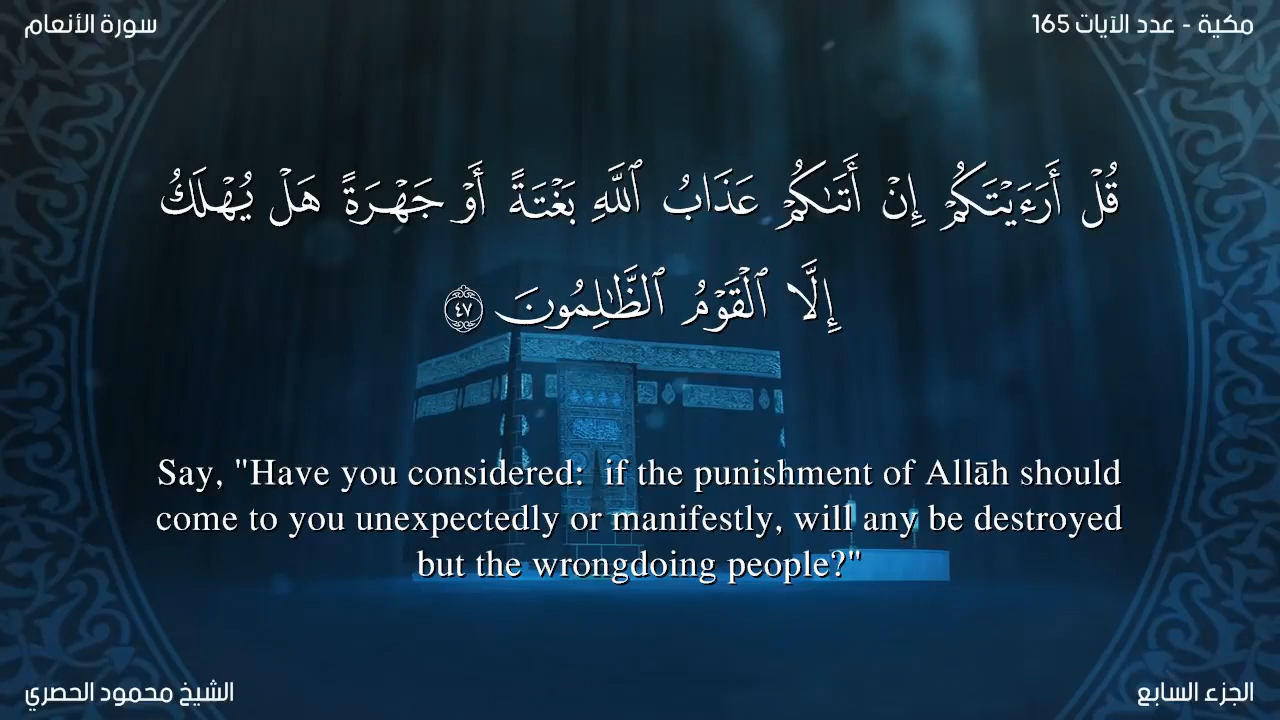 سورة الأنعام
مكية - عدد الآيات 165
قُلْ أَرَءَيْتَكُمْ إِنْ أَتَىٰكُمْ عَذَابُ ٱللَّهِ بَغْتَةً أَوْ جَهْرَةً هَلْ يُهْلَكُ
إِلَّا ٱلْقَوْمُ ٱلظَّـٰلِمُونَ ٤٧
Say, "Have you considered:  if the punishment of Allāh should
come to you unexpectedly or manifestly, will any be destroyed
but the wrongdoing people?"
الشيخ محمود الحصري
الجزء السابع